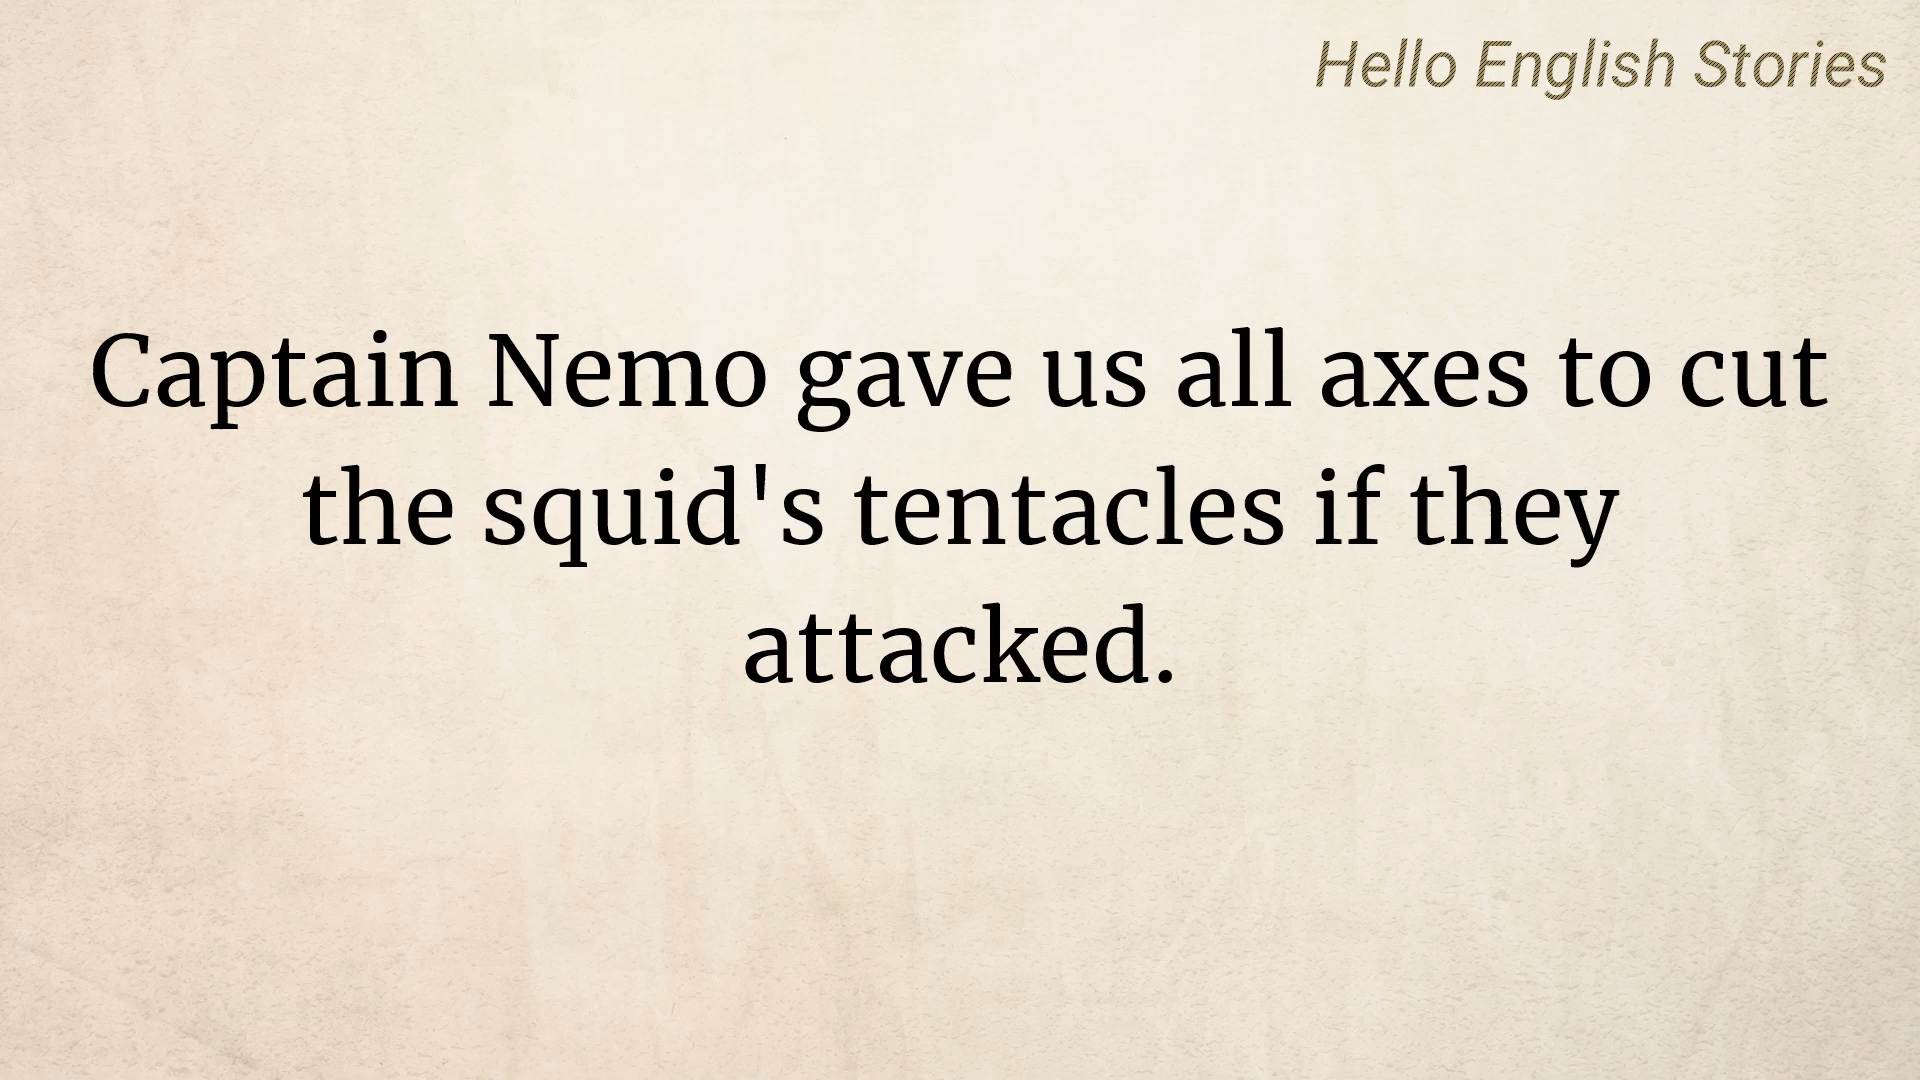 Hello English Stories
Captain Nemo gave us all axes to cut
the squid's tentacles if they
attacked.